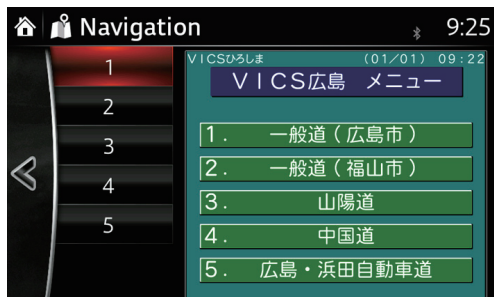 Navigation 9:25
1
2
3
4
5
VICSひろしま (01/01) 09:22
VICS広島 メニュー
1. 一般道(広島市)
2. 一般道(福山市)
3. 山陽道
4. 中国道
5. 広島・浜田自動車道